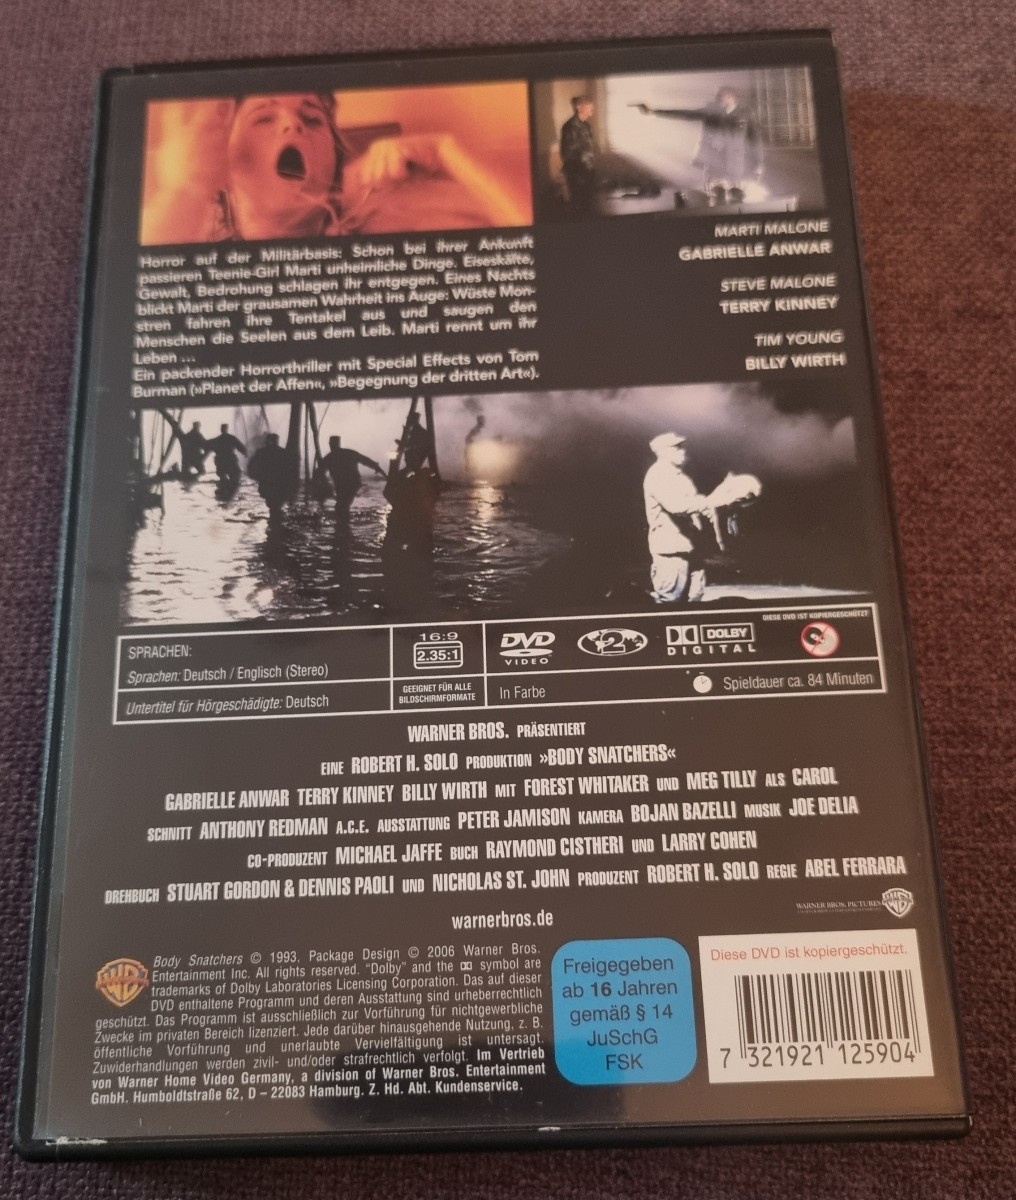 Horror auf der Militärbasis: Schon bei ihrer Ankunft
passieren Teenie-Girl Marti unheimliche Dinge. Eiseskälte,
Gewalt, Bedrohung schlagen ihr entgegen. Eines Nachts
blickt Marti der grausamen Wahrheit ins Auge: Wüste Mon-
stren fahren ihre Tentakel aus und saugen den
Menschen die Seelen aus dem Leib. Marti rennt um ihr
Leben ...
Ein packender Horrorthriller mit Special Effects von Tom
Burman (»Planet der Affen«, »Begegnung der dritten Art«).
MARTI MALONE
GABRIELLE ANWAR
STEVE MALONE
TERRY KINNEY
TIM YOUNG
BILLY WIRTH
SPRACHEN:
Sprachen: Deutsch / Englisch (Stereo)
Untertitel für Hörgeschädigte: Deutsch
16:9
2.35:1
GEEIGNET FÜR ALLE
BILDSCHIRMFORMATE
DVD
VIDEO
2
DOLBY
DIGITAL
DIESE DVD IST KOPIERGESCHÜTZT
In Farbe
Spieldauer ca. 84 Minuten
WARNER BROS. PRÄSENTIERT
EINE ROBERT H. SOLO PRODUKTION »BODY SNATCHERS«
GABRIELLE ANWAR TERRY KINNEY BILLY WIRTH MIT FOREST WHITAKER UND MEG TILLY ALS CAROL
SCHNITT ANTHONY REDMAN A.C.E. AUSSTATTUNG PETER JAMISON KAMERA BOJAN BAZELLI MUSIK JOE DELIA
CO-PRODUZENT MICHAEL JAFFE BUCH RAYMOND CISTHERI UND LARRY COHEN
DREHBUCH STUART GORDON & DENNIS PAOLI UND NICHOLAS ST. JOHN PRODUZENT ROBERT H. SOLO REGIE ABEL FERRARA
WARNER BROS. PICTURES
warnerbros.de
Body Snatchers © 1993. Package Design © 2006 Warner Bros.
Entertainment Inc. All rights reserved. "Dolby" and the symbol are
trademarks of Dolby Laboratories Licensing Corporation. Das auf dieser
DVD enthaltene Programm und deren Ausstattung sind urheberrechtlich
geschützt. Das Programm ist ausschließlich zur Vorführung für nichtgewerbliche
Zwecke im privaten Bereich lizenziert. Jede darüber hinausgehende Nutzung, z. B.
öffentliche Vorführung und unerlaubte Vervielfältigung ist untersagt.
Zuwiderhandlungen werden zivil- und/oder strafrechtlich verfolgt. Im Vertrieb
von Warner Home Video Germany, a division of Warner Bros. Entertainment
GmbH. Humboldtstraße 62, D – 22083 Hamburg. Z. Hd. Abt. Kundenservice.
Freigegeben
ab 16 Jahren
gemäß § 14
JuSchG
FSK
Diese DVD ist kopiergeschützt.
7 321921 125904